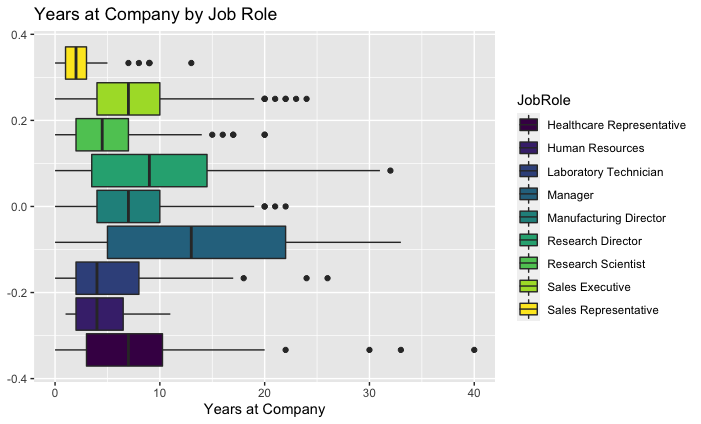 Years at Company by Job Role
0.4
0.2
0.0
-0.2
-0.4
0
10
20
30
40
Years at Company
JobRole
Healthcare Representative
Human Resources
Laboratory Technician
Manager
Manufacturing Director
Research Director
Research Scientist
Sales Executive
Sales Representative